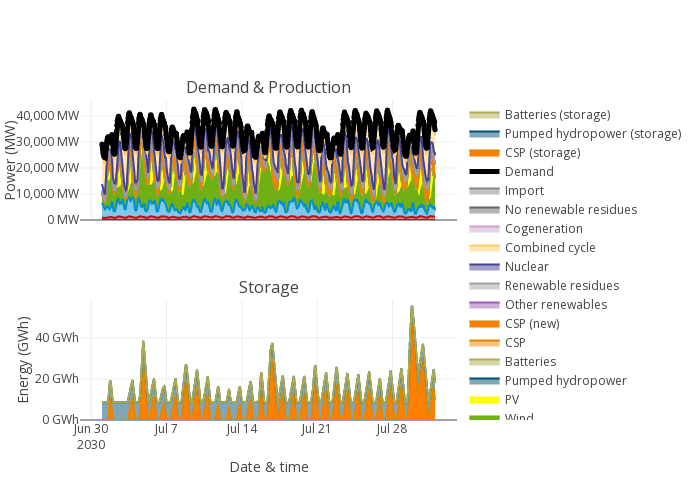 Demand & Production
40,000 MW
30,000 MW
20,000 MW
10,000 MW
0 MW
Power (MW)
Storage
40 GWh
20 GWh
0 GWh
Energy (GWh)
Jun 30
2030
Jul 7
Jul 14
Jul 21
Jul 28
Date & time
Batteries (storage)
Pumped hydropower (storage)
CSP (storage)
Demand
Import
No renewable residues
Cogeneration
Combined cycle
Nuclear
Renewable residues
Other renewables
CSP (new)
CSP
Batteries
Pumped hydropower
PV
Wind